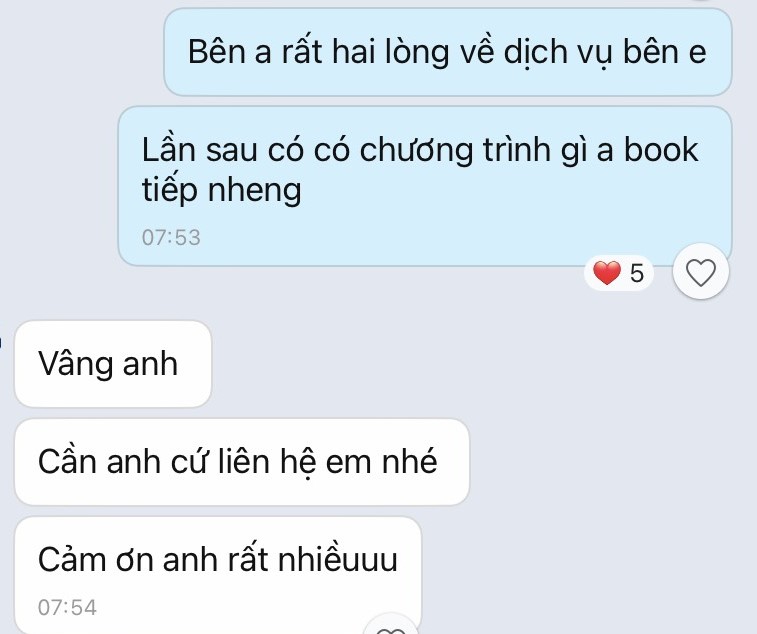 Bên a rất hai lòng về dịch vụ bên e
Lần sau có có chương trình gì a book
tiếp nheng
07:53
5
Vâng anh
Cần anh cứ liên hệ em nhé
Cảm ơn anh rất nhiềuuu
07:54